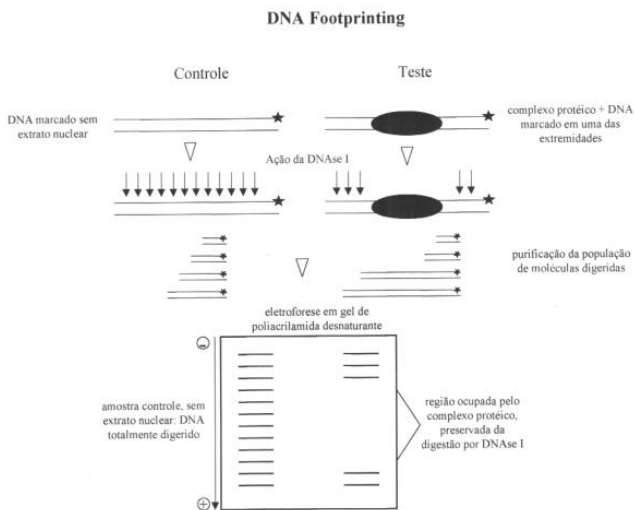 DNA Footprinting
Controle
Teste
DNA marcado sem
extrato nuclear
complexo protéico + DNA
marcado em uma das
extremidades
Ação da DNAse I
purificação da população
de moléculas digeridas
eletroforese em gel de
poliacrilamida desnaturante
amostra controle, sem
extrato nuclear: DNA
totalmente digerido
região ocupada pelo
complexo protéico,
preservada da
digestão por DNAse I